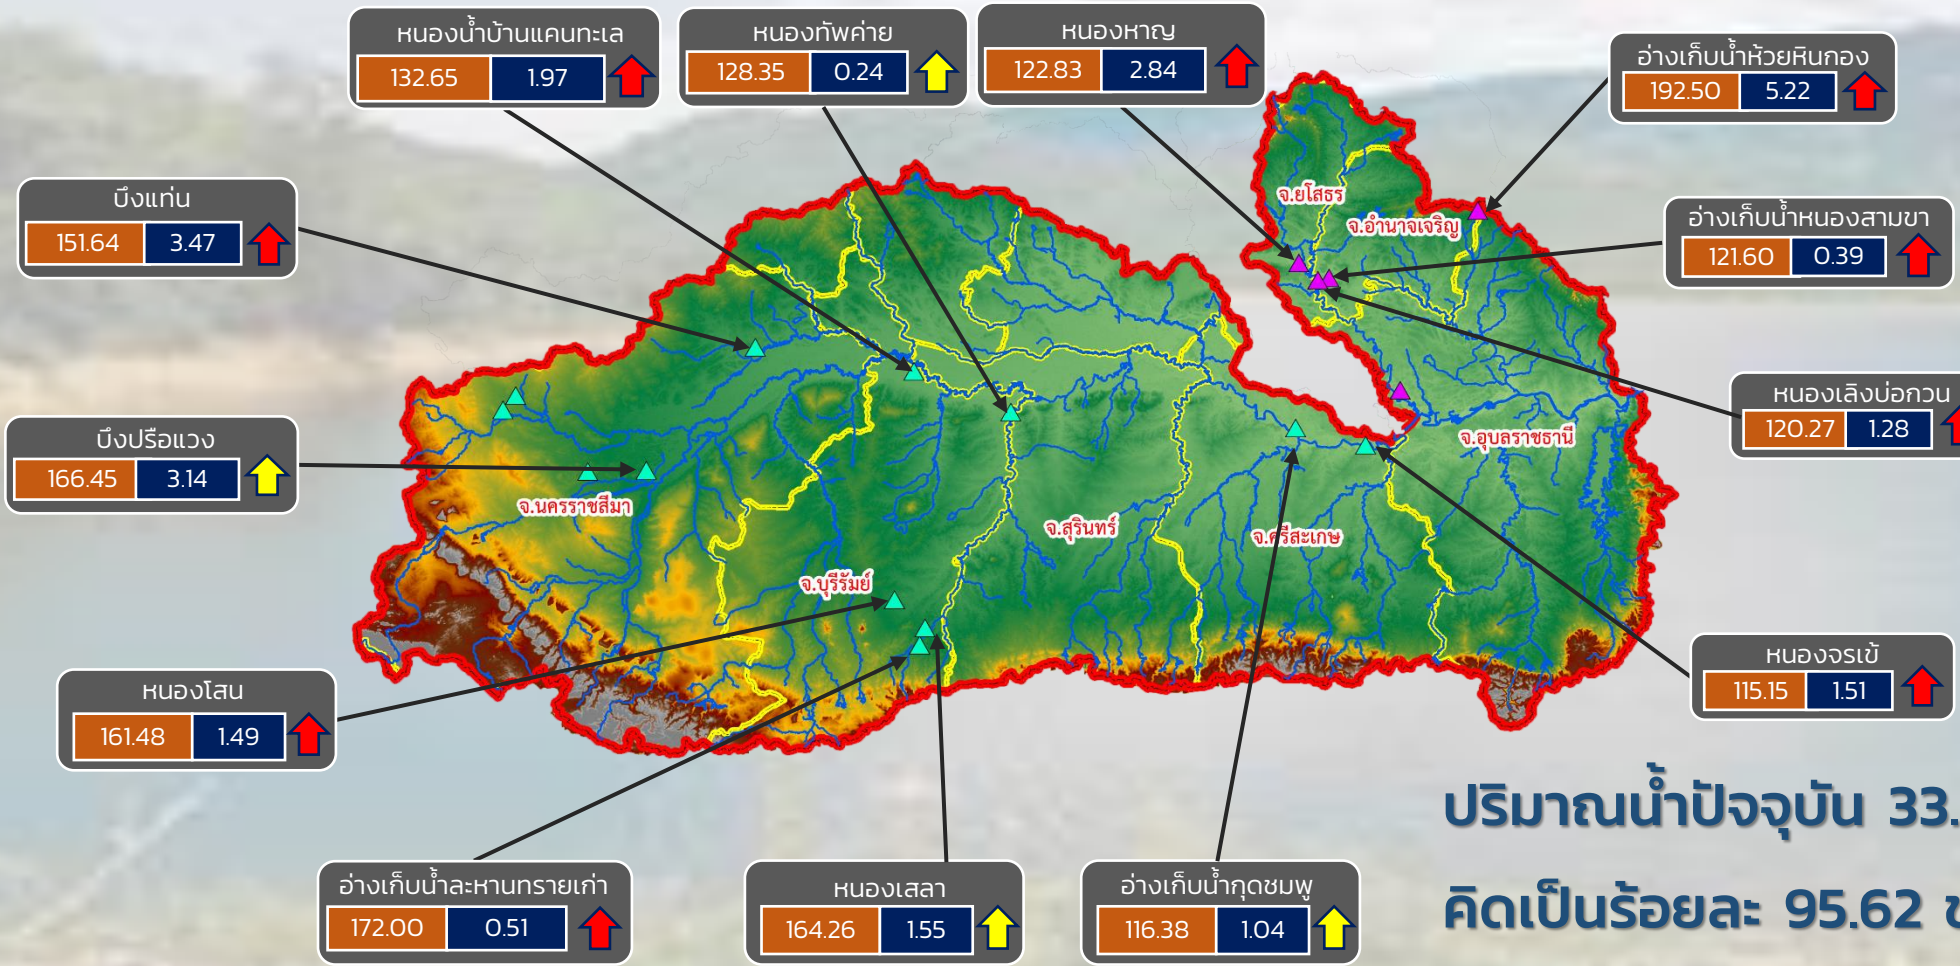 หนองน้ำบ้านแคนทะเล
132.65 1.97
หนองทัพค่าย
128.35 0.24
หนองหาญ
122.83 2.84
อ่างเก็บน้ำห้วยหินกอง
192.50 5.22
บึงแท่น
151.64 3.47
อ่างเก็บน้ำหนองสามขา
121.60 0.39
จ.ยโสธร
จ.อำนาจเจริญ
หนองเลิงบ่อกวน
120.27 1.28
บึงปรือแวง
166.45 3.14
จ.อุบลราชธานี
จ.นครราชสีมา
จ.สุรินทร์
จ.ศรีสะเกษ
จ.บุรีรัมย์
หนองจรเข้
115.15 1.51
หนองโสน
161.48 1.49
ปริมาณน้ำปัจจุบัน 33.
คิดเป็นร้อยละ 95.62 ข
อ่างเก็บน้ำละหานทรายเก่า
172.00 0.51
หนองเสลา
164.26 1.55
อ่างเก็บน้ำกุดชมพู
116.38 1.04